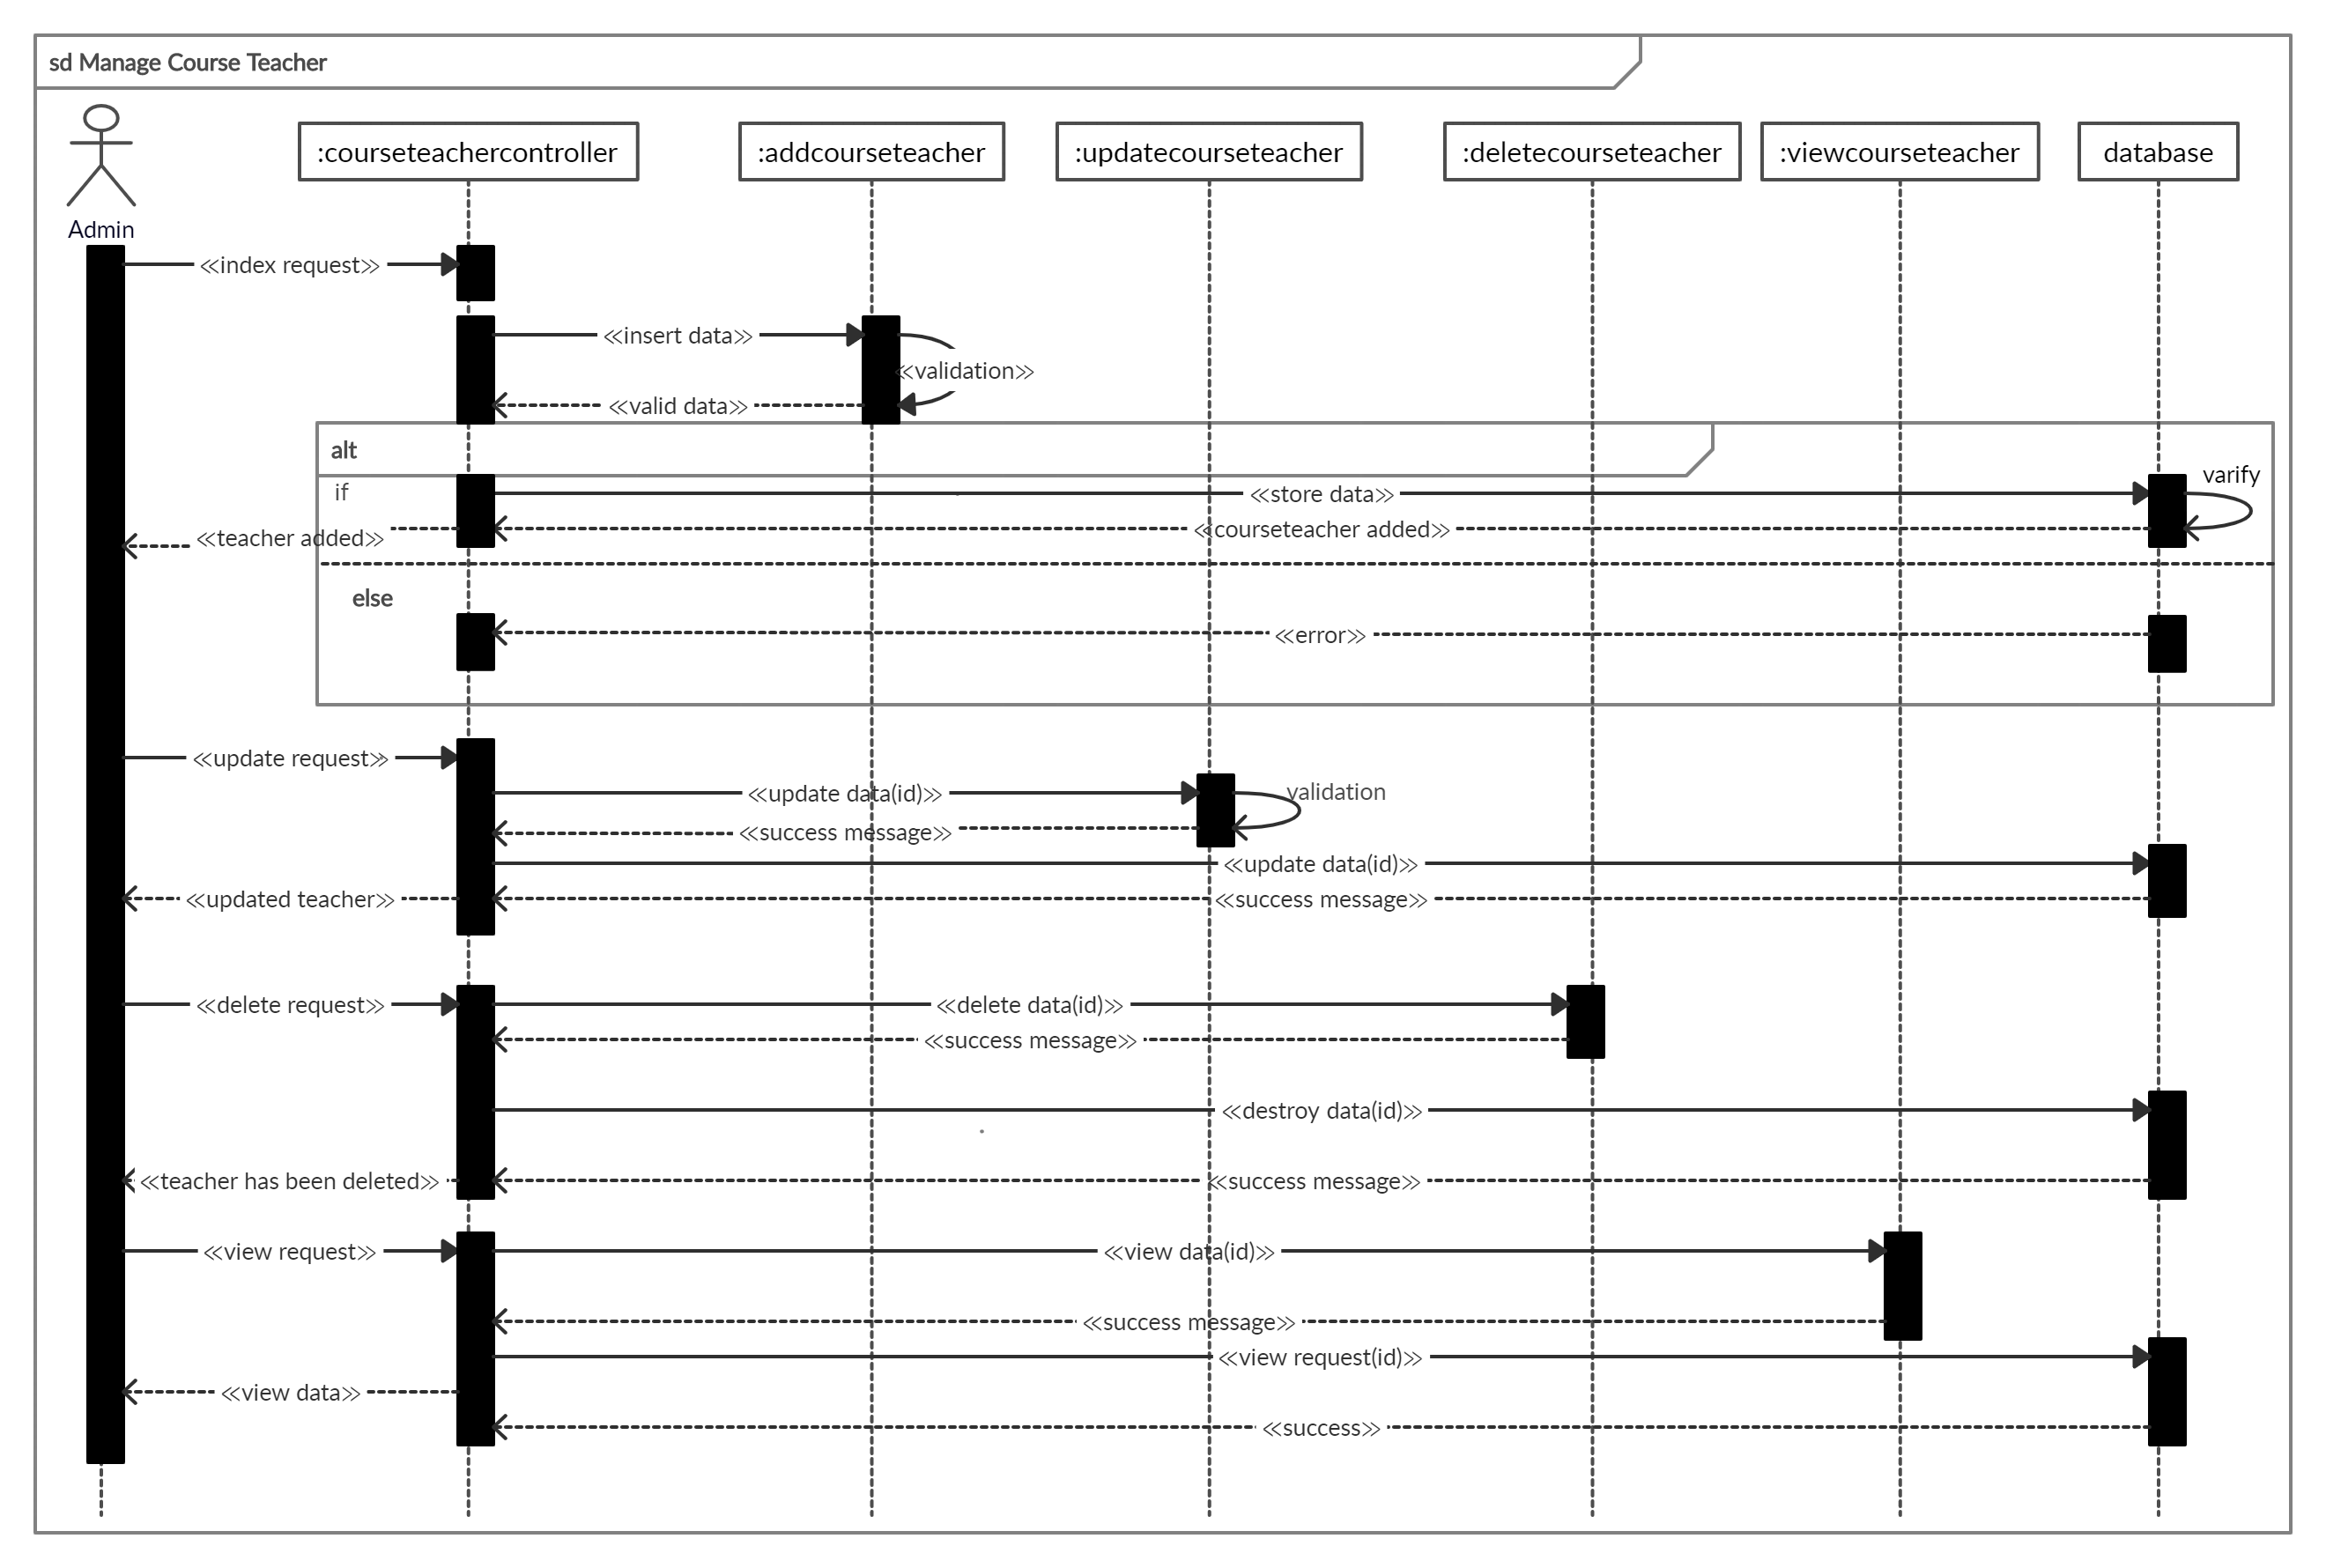 sd Manage Course Teacher
:courseteachercontroller
:addcourseteacher
:updatecourseteacher
:deletecourseteacher
:viewcourseteacher
database
Admin
≪index request≫
≪insert data≫
≪validation≫
≪valid data≫
alt
varify
if
≪store data≫
≪teacher added≫
≪courseteacher added≫
else
≪error≫
≪update request≫
≪update data(id)≫
validation
≪success message≫
≪update data(id)≫
≪updated teacher≫
≪success message≫
≪delete request≫
≪delete data(id)≫
≪success message≫
≪destroy data(id)≫
≪teacher has been deleted≫
≪success message≫
≪view request≫
≪view data(id)≫
≪success message≫
≪view request(id)≫
≪view data≫
≪success≫